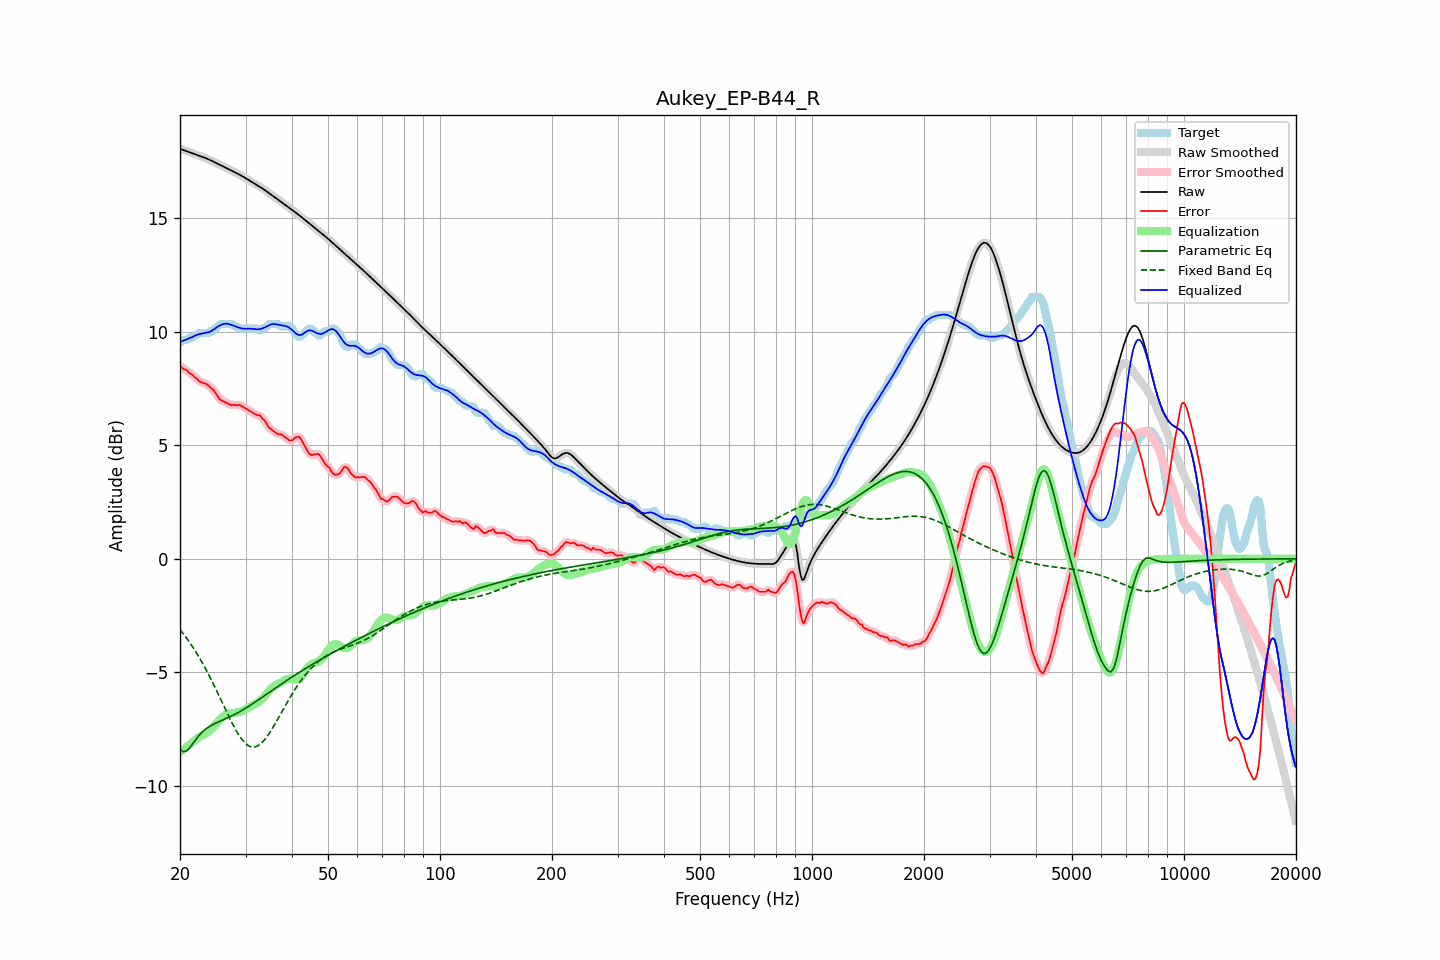 Aukey_EP-B44_R
Target
Raw Smoothed
Error Smoothed
Raw
Error
Equalization
Parametric Eq
Fixed Band Eq
Equalized
Amplitude (dBr)
15
10
5
0
−5
−10
20
50
100
200
500
1000
2000
5000
10000
20000
Frequency (Hz)